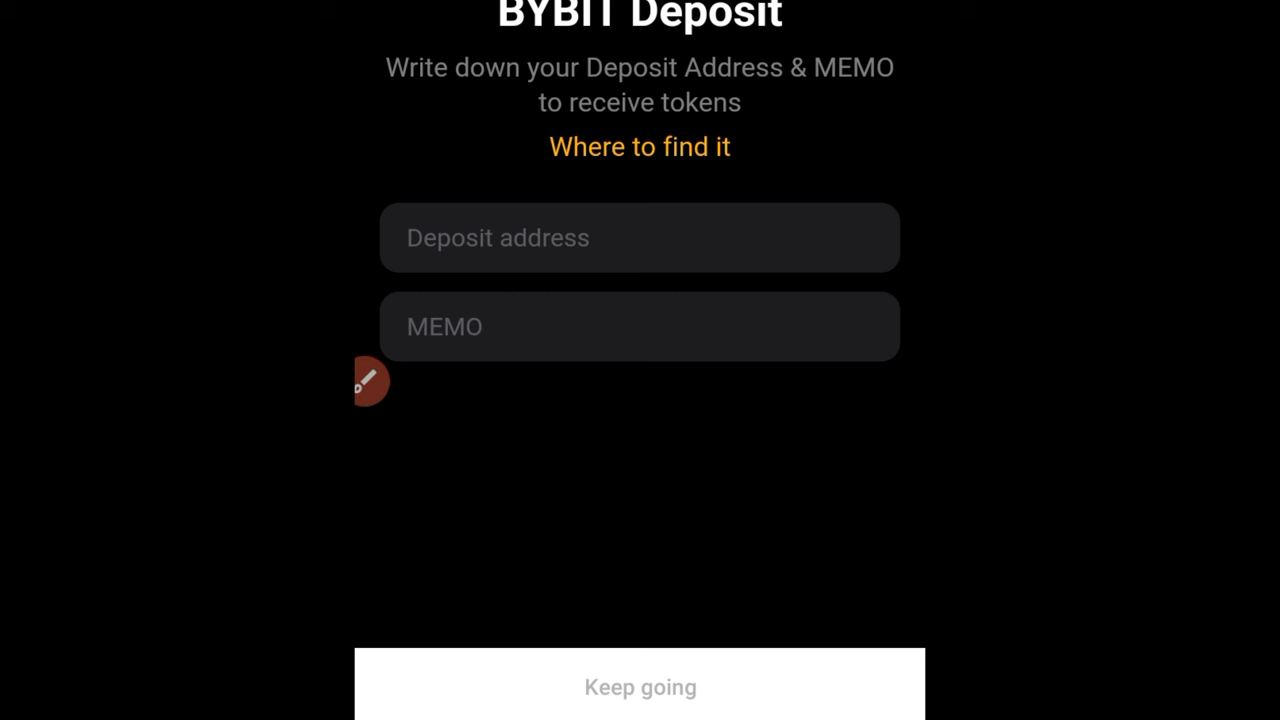 BYBIT Deposit
Write down your Deposit Address & MEMO
to receive tokens
Where to find it
Deposit address
MEMO
Keep going